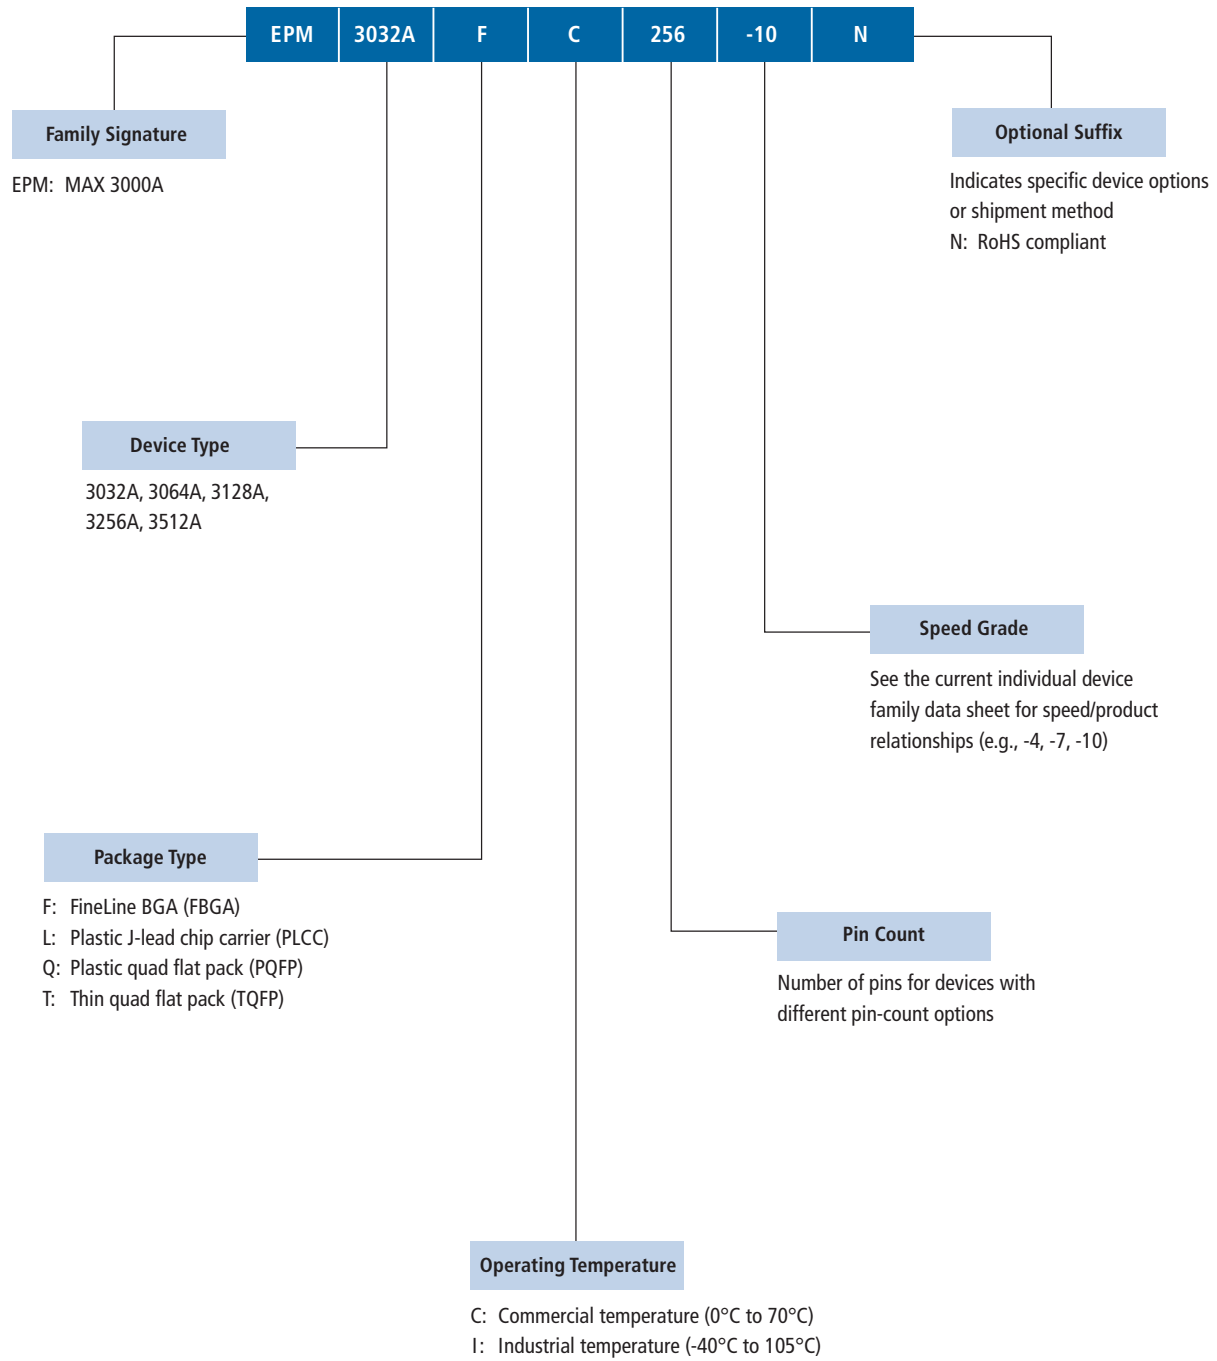 EPM 3032A F C 256 -10 N
Family Signature
EPM: MAX 3000A
Optional Suffix
Indicates specific device options
or shipment method
N: RoHS compliant
Device Type
3032A, 3064A, 3128A,
3256A, 3512A
Speed Grade
See the current individual device
family data sheet for speed/product
relationships (e.g., -4, -7, -10)
Package Type
F: FineLine BGA (FBGA)
L: Plastic J-lead chip carrier (PLCC)
Q: Plastic quad flat pack (PQFP)
T: Thin quad flat pack (TQFP)
Pin Count
Number of pins for devices with
different pin-count options
Operating Temperature
C: Commercial temperature (0°C to 70°C)
I: Industrial temperature (-40°C to 105°C)